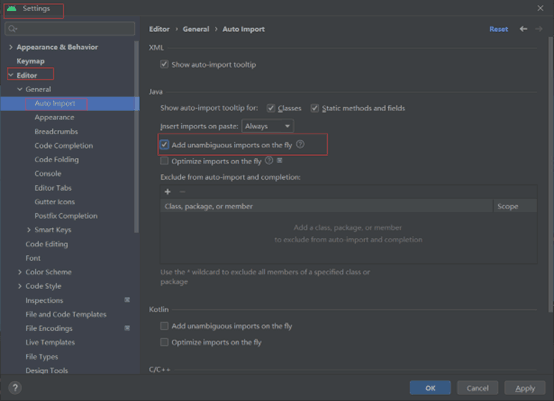 Settings
Appearance & Behavior
Keymap
Editor
General
Auto Import
Appearance
Breadcrumbs
Code Completion
Code Folding
Console
Editor Tabs
Gutter Icons
Postfix Completion
Smart Keys
Code Editing
Font
Color Scheme
Code Style
Inspections
File and Code Templates
File Encodings
Live Templates
File Types
Design Tools
Editor › General › Auto Import
Reset
XML
Show auto-import tooltip
Java
Show auto-import tooltip for: Classes Static methods and fields
Insert imports on paste: Always
Add unambiguous imports on the fly
Optimize imports on the fly
Exclude from auto-import and completion:
Class, package, or member Scope
Add a class, package, or member
to exclude from auto-import and completion
Use the * wildcard to exclude all members of a specified class or
package
Kotlin
Add unambiguous imports on the fly
Optimize imports on the fly
C/C++
? OK Cancel Apply